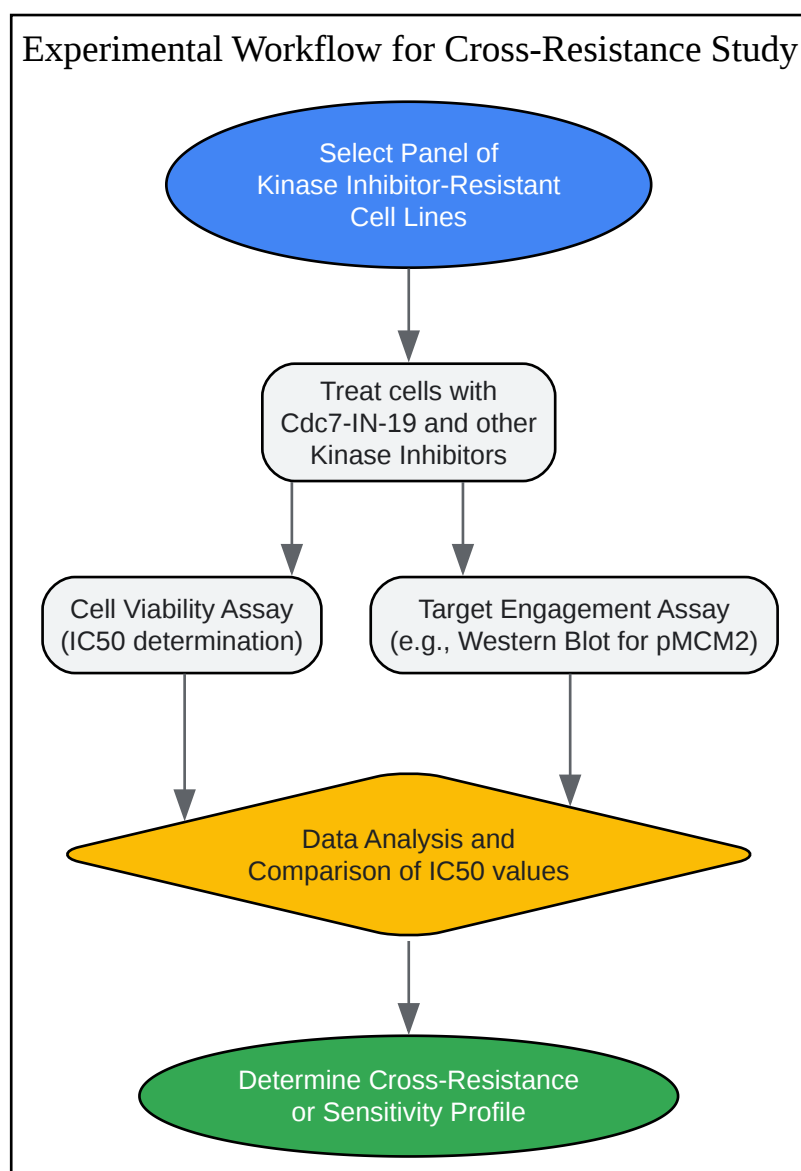 Experimental Workflow for Cross-Resistance Study
Select Panel of
Kinase Inhibitor-Resistant
Cell Lines
Treat cells with
Cdc7-IN-19 and other
Kinase Inhibitors
Cell Viability Assay
(IC50 determination)
Target Engagement Assay
(e.g., Western Blot for pMCM2)
Data Analysis and
Comparison of IC50 values
Determine Cross-Resistance
or Sensitivity Profile